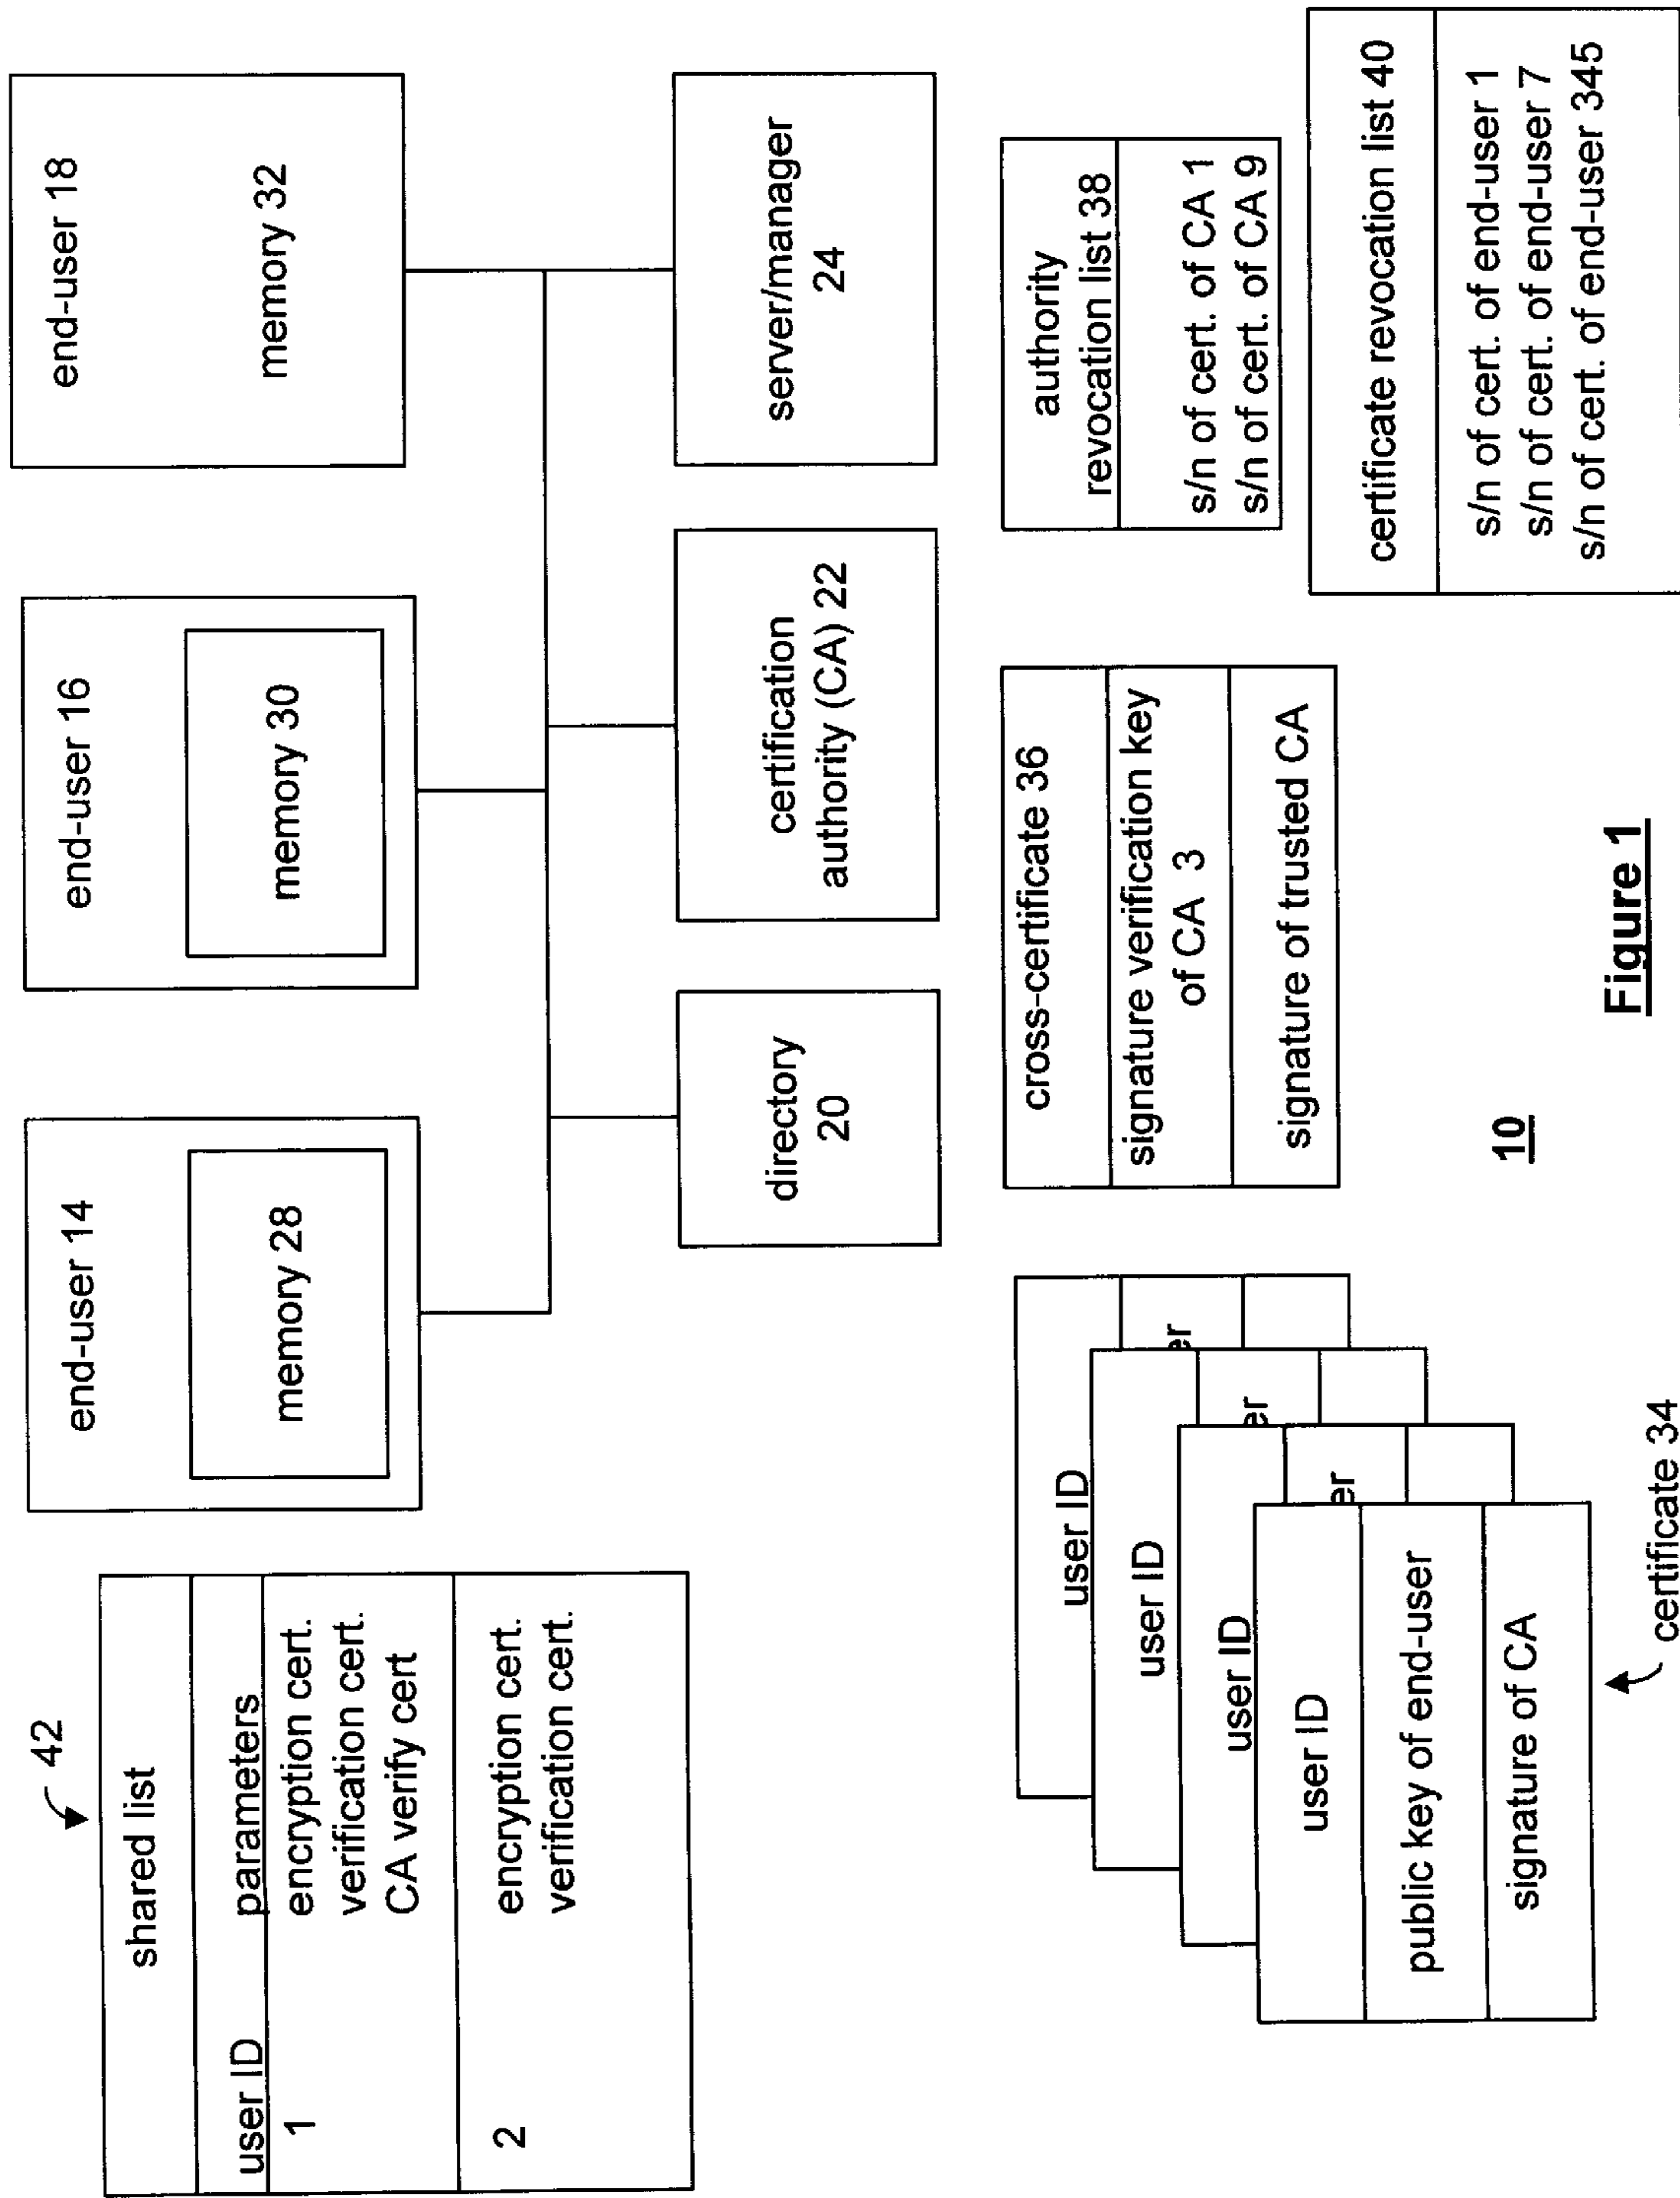 42
shared list
user ID parameters
1 encryption cert.
verification cert.
CA verify cert
2 encryption cert.
verification cert.
end-user 14
memory 28
end-user 16
memory 30
end-user 18
memory 32
directory
20
certification
authority (CA) 22
server/manager
24
user ID
er
user ID
er
user ID
er
user ID
public key of end-user
signature of CA
certificate 34
cross-certificate 36
signature verification key
of CA 3
signature of trusted CA
authority
revocation list 38
s/n of cert. of CA 1
s/n of cert. of CA 9
certificate revocation list 40
s/n of cert. of end-user 1
s/n of cert. of end-user 7
s/n of cert. of end-user 345
10
Figure 1